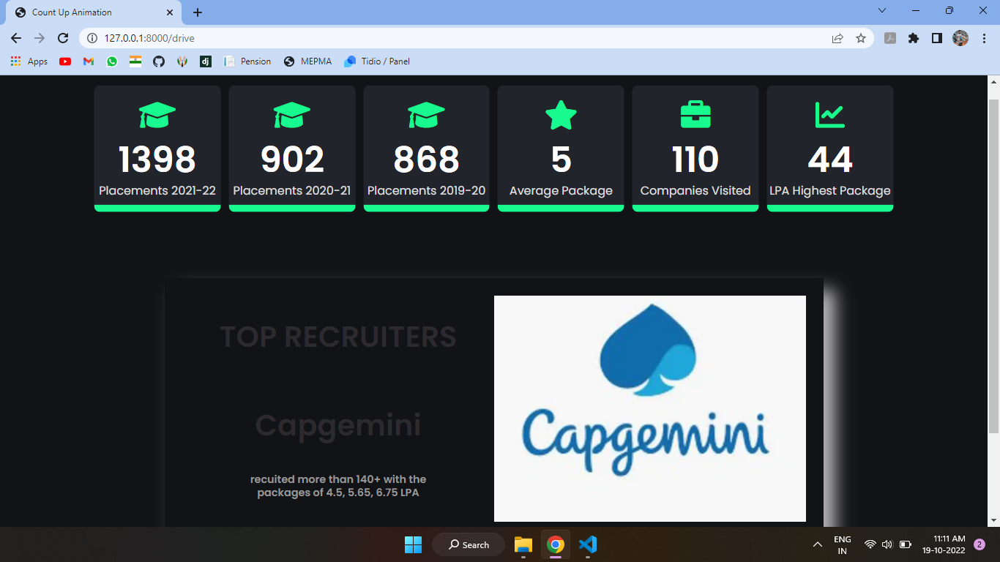 Count Up Animation
127.0.0.1:8000/drive
Apps
dj
Pension
MEPMA
Tidio / Panel
1398
902
868
5
110
44
Placements 2021-22
Placements 2020-21
Placements 2019-20
Average Package
Companies Visited
LPA Highest Package
TOP RECRUITERS
Capgemini
recuited more than 140+ with the
packages of 4.5, 5.65, 6.75 LPA
Capgemini
Search
ENG
IN
11:11 AM
19-10-2022
2